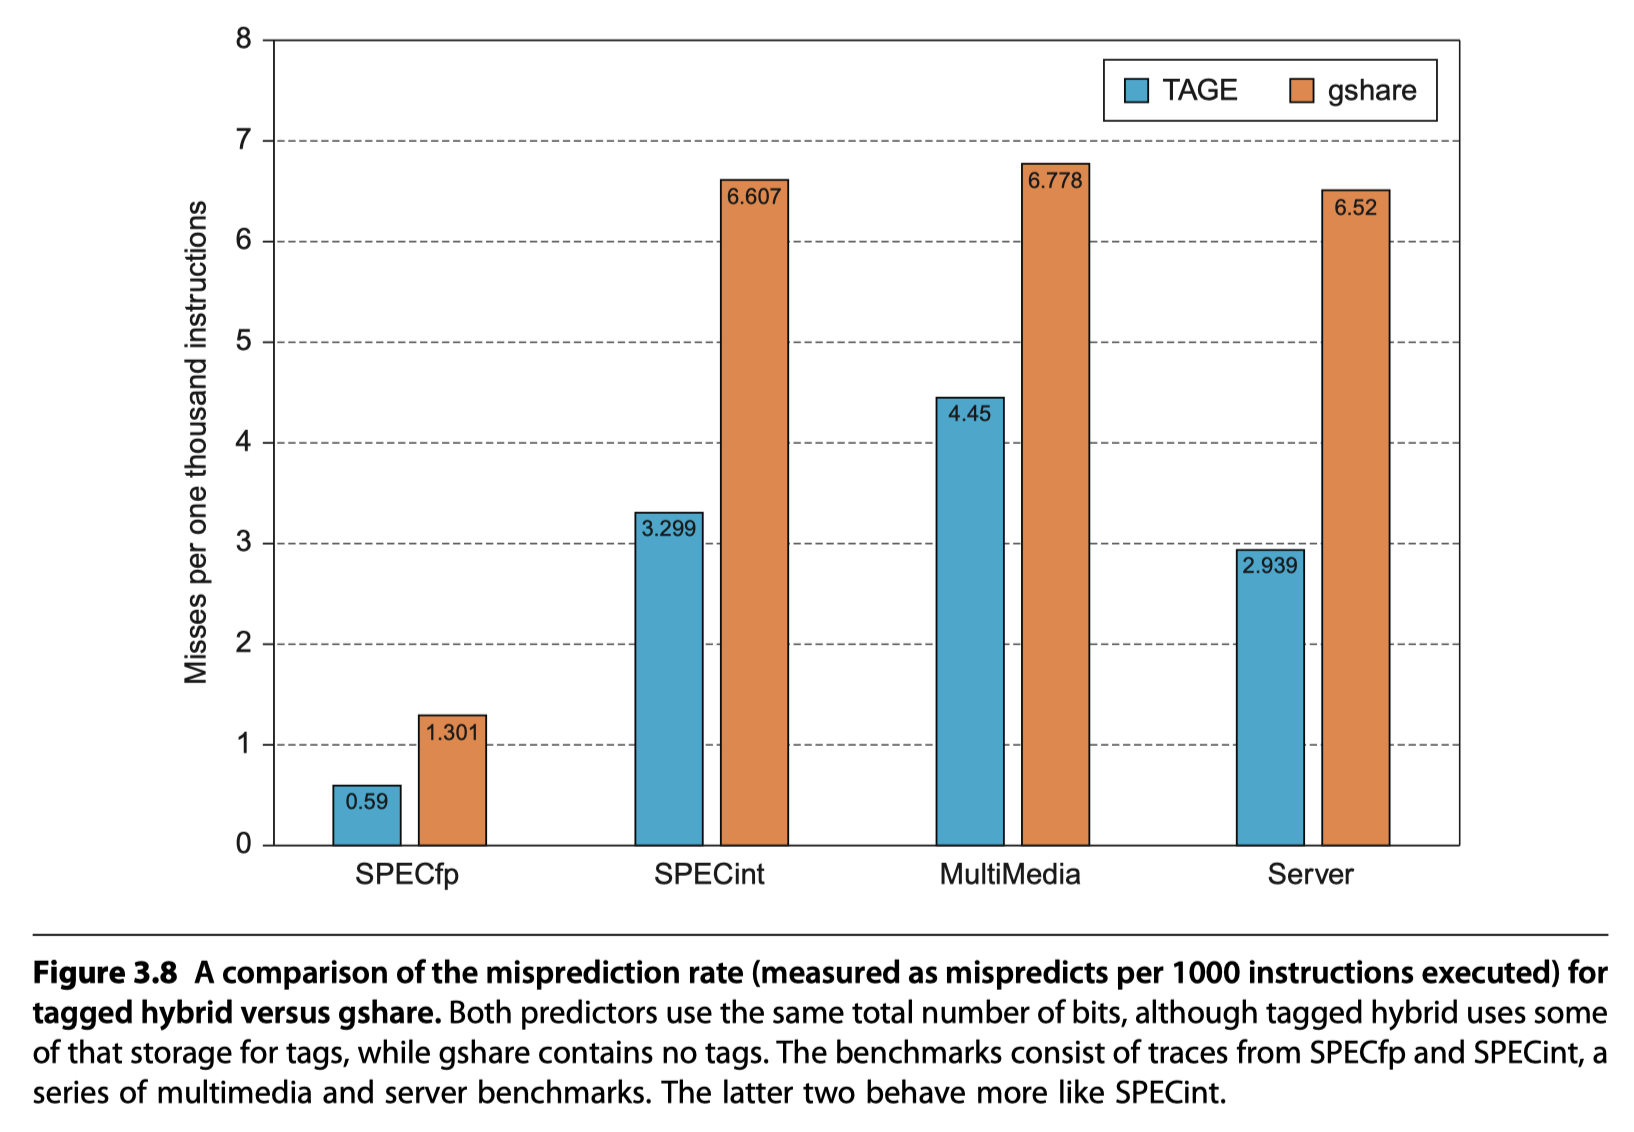 8
7
6
5
4
3
2
1
0
Misses per one thousand instructions
TAGE gshare
0.59
1.301
3.299
6.607
4.45
6.778
2.939
6.52
SPECfp SPECint MultiMedia Server
Figure 3.8 A comparison of the misprediction rate (measured as mispredicts per 1000 instructions executed) for
tagged hybrid versus gshare. Both predictors use the same total number of bits, although tagged hybrid uses some
of that storage for tags, while gshare contains no tags. The benchmarks consist of traces from SPECfp and SPECint, a
series of multimedia and server benchmarks. The latter two behave more like SPECint.